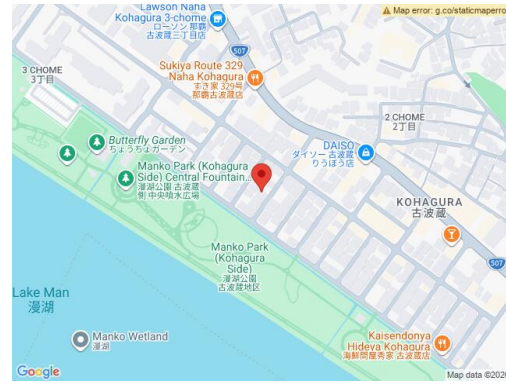 Lawson Nana
Kohagura 3-chome
ローソン 那覇
古波蔵三丁目店
Map error: g.co/staticmaperro
507
Sukiya Route 329
Naha Kohagura
すき家 329号
那覇古波蔵店
3 CHOME
3丁目
2 CHOME
2丁目
Butterfly Garden
ちょうちょガーデン
DAISO
ダイソー 古波蔵
りうぼう店
Manko Park (Kohagura
Side) Central Fountain...
漫湖公園 古波蔵
側 中央噴水広場
KOHAGURA
古波蔵
Manko Park
(Kohagura
Side)
漫湖公園
古波蔵地区
507
Lake Man
漫湖
Manko Wetland
漫湖
Kaisendonya
Hideya Kohagura
海鮮問屋秀家 古波蔵店
Google
Map data ©2026